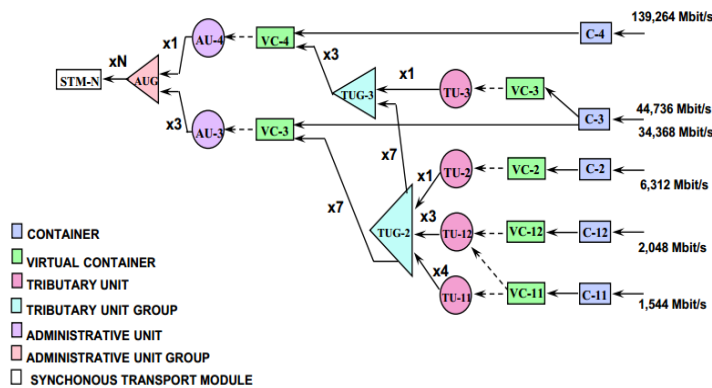 139,264 Mbit/s
x1
AU-4
VC-4
C-4
xN
x3
STM-N
AUG
TUG-3
x1
TU-3
VC-3
44,736 Mbit/s
x3
AU-3
VC-3
C-3
34,368 Mbit/s
x7
TU-2
VC-2
C-2
x1
6,312 Mbit/s
x7
TUG-2
x3
TU-12
VC-12
C-12
2,048 Mbit/s
x4
TU-11
VC-11
C-11
1,544 Mbit/s
CONTAINER
VIRTUAL CONTAINER
TRIBUTARY UNIT
TRIBUTARY UNIT GROUP
ADMINISTRATIVE UNIT
ADMINISTRATIVE UNIT GROUP
SYNCHONOUS TRANSPORT MODULE